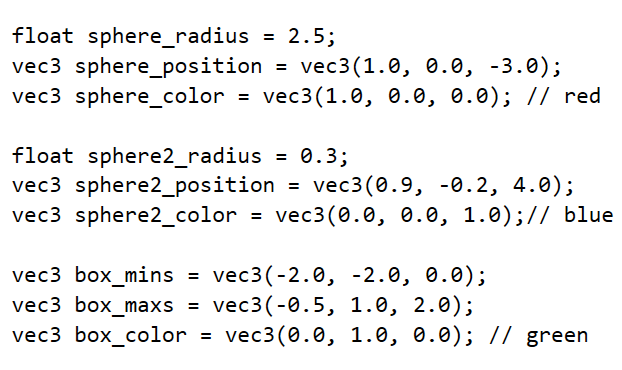 float sphere_radius = 2.5;
vec3 sphere_position = vec3(1.0, 0.0, -3.0);
vec3 sphere_color = vec3(1.0, 0.0, 0.0); // red
float sphere2_radius = 0.3;
vec3 sphere2_position = vec3(0.9, -0.2, 4.0);
vec3 sphere2_color = vec3(0.0, 0.0, 1.0);// blue
vec3 box_mins = vec3(-2.0, -2.0, 0.0);
vec3 box_maxs = vec3(-0.5, 1.0, 2.0);
vec3 box_color = vec3(0.0, 1.0, 0.0); // green